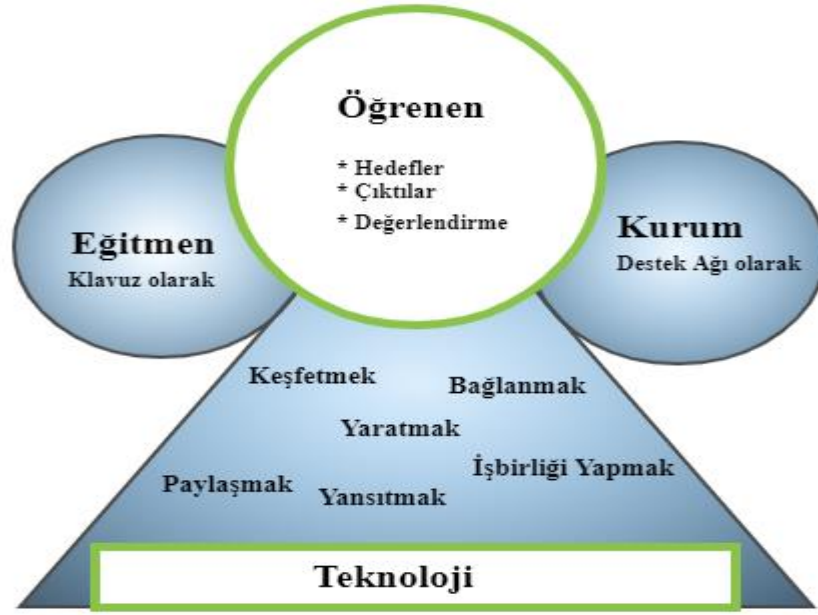 Öğrenen
* Hedefler
* Çıktılar
* Değerlendirme
Eğitmen
Klavuz olarak
Kurum
Destek Ağı olarak
Keşfetmek
Bağlanmak
Yaratmak
İşbirliği Yapmak
Paylaşmak
Yansıtmak
Teknoloji